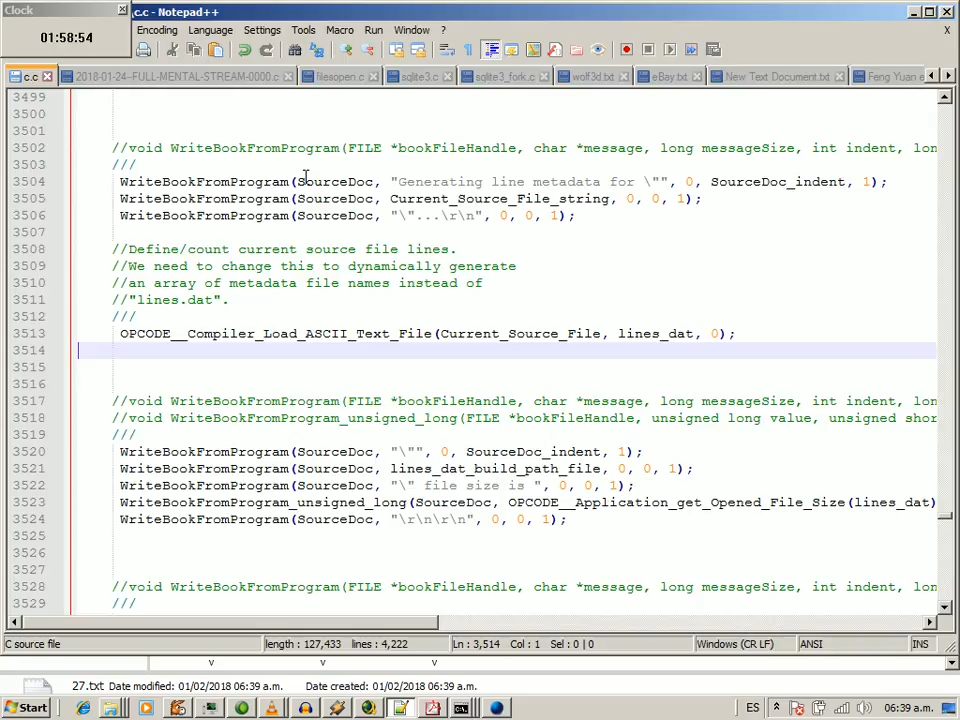 Clock
_c.c - Notepad++
01:58:54
Encoding Language Settings Tools Macro Run Window ? X
c.c 2018-01-24--FULL-MENTAL-STREAM-0000.c filesopen.c sqlite3.c sqlite3_fork.c wolf3d.txt eBay.txt New Text Document.txt Feng Yuan e
3499
3500
3501
3502 //void WriteBookFromProgram(FILE *bookFileHandle, char *message, long messageSize, int indent, lon
3503 ///
3504 WriteBookFromProgram(SourceDoc, "Generating line metadata for \"", 0, SourceDoc_indent, 1);
3505 WriteBookFromProgram(SourceDoc, Current_Source_File_string, 0, 0, 1);
3506 WriteBookFromProgram(SourceDoc, "\"...\r\n", 0, 0, 1);
3507
3508 //Define/count current source file lines.
3509 //We need to change this to dynamically generate
3510 //an array of metadata file names instead of
3511 //"lines.dat".
3512 ///
3513 OPCODE__Compiler_Load_ASCII_Text_File(Current_Source_File, lines_dat, 0);
3514
3515
3516
3517 //void WriteBookFromProgram(FILE *bookFileHandle, char *message, long messageSize, int indent, lon
3518 //void WriteBookFromProgram_unsigned_long(FILE *bookFileHandle, unsigned long value, unsigned shor
3519 ///
3520 WriteBookFromProgram(SourceDoc, "\"", 0, SourceDoc_indent, 1);
3521 WriteBookFromProgram(SourceDoc, lines_dat_build_path_file, 0, 0, 1);
3522 WriteBookFromProgram(SourceDoc, "\" file size is ", 0, 0, 1);
3523 WriteBookFromProgram_unsigned_long(SourceDoc, OPCODE__Application_get_Opened_File_Size(lines_dat)
3524 WriteBookFromProgram(SourceDoc, "\r\n\r\n", 0, 0, 1);
3525
3526
3527
3528 //void WriteBookFromProgram(FILE *bookFileHandle, char *message, long messageSize, int indent, lon
3529 ///
C source file length : 127,433 lines : 4,222 Ln : 3,514 Col : 1 Sel : 0 | 0 Windows (CR LF) ANSI INS
v v v
27.txt Date modified: 01/02/2018 06:39 a.m. Date created: 01/02/2018 06:39 a.m.
Start ES 06:39 a.m.